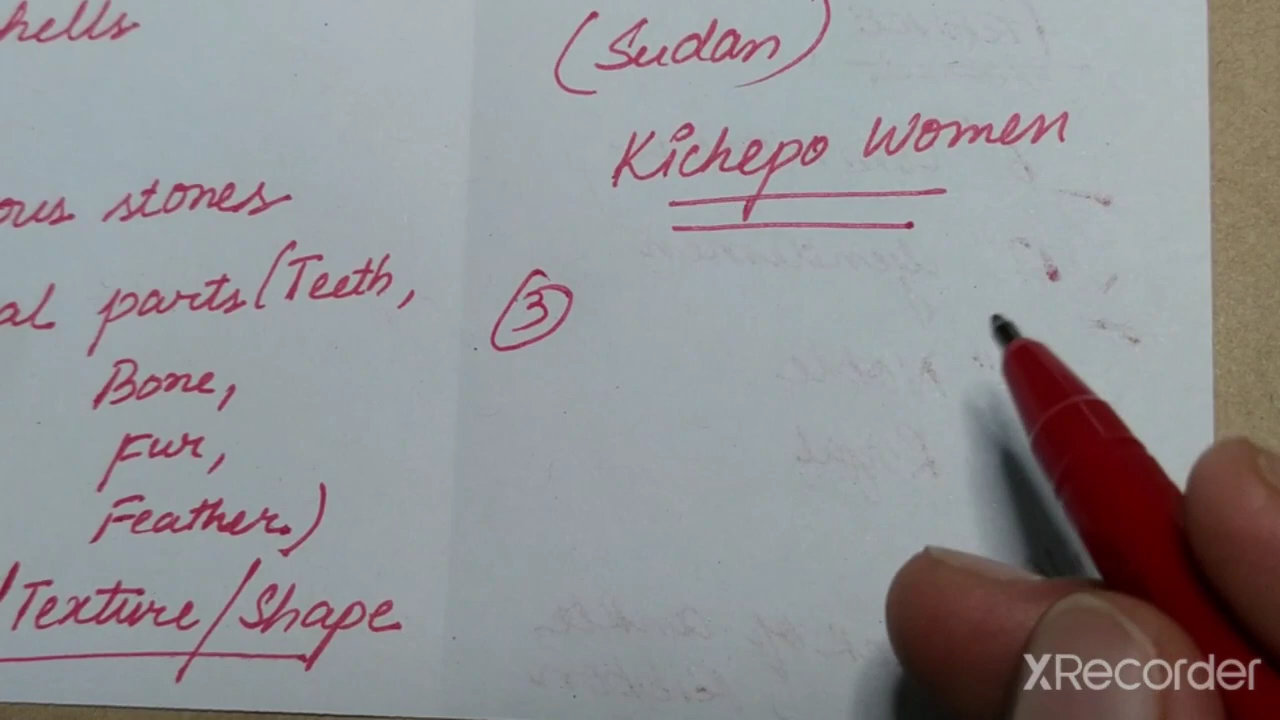 hells
ous stones
al parts (Teeth,
Bone,
Fur,
Feather.)
/Texture/Shape
(Sudan)
Kichepo women
3
XRecorder